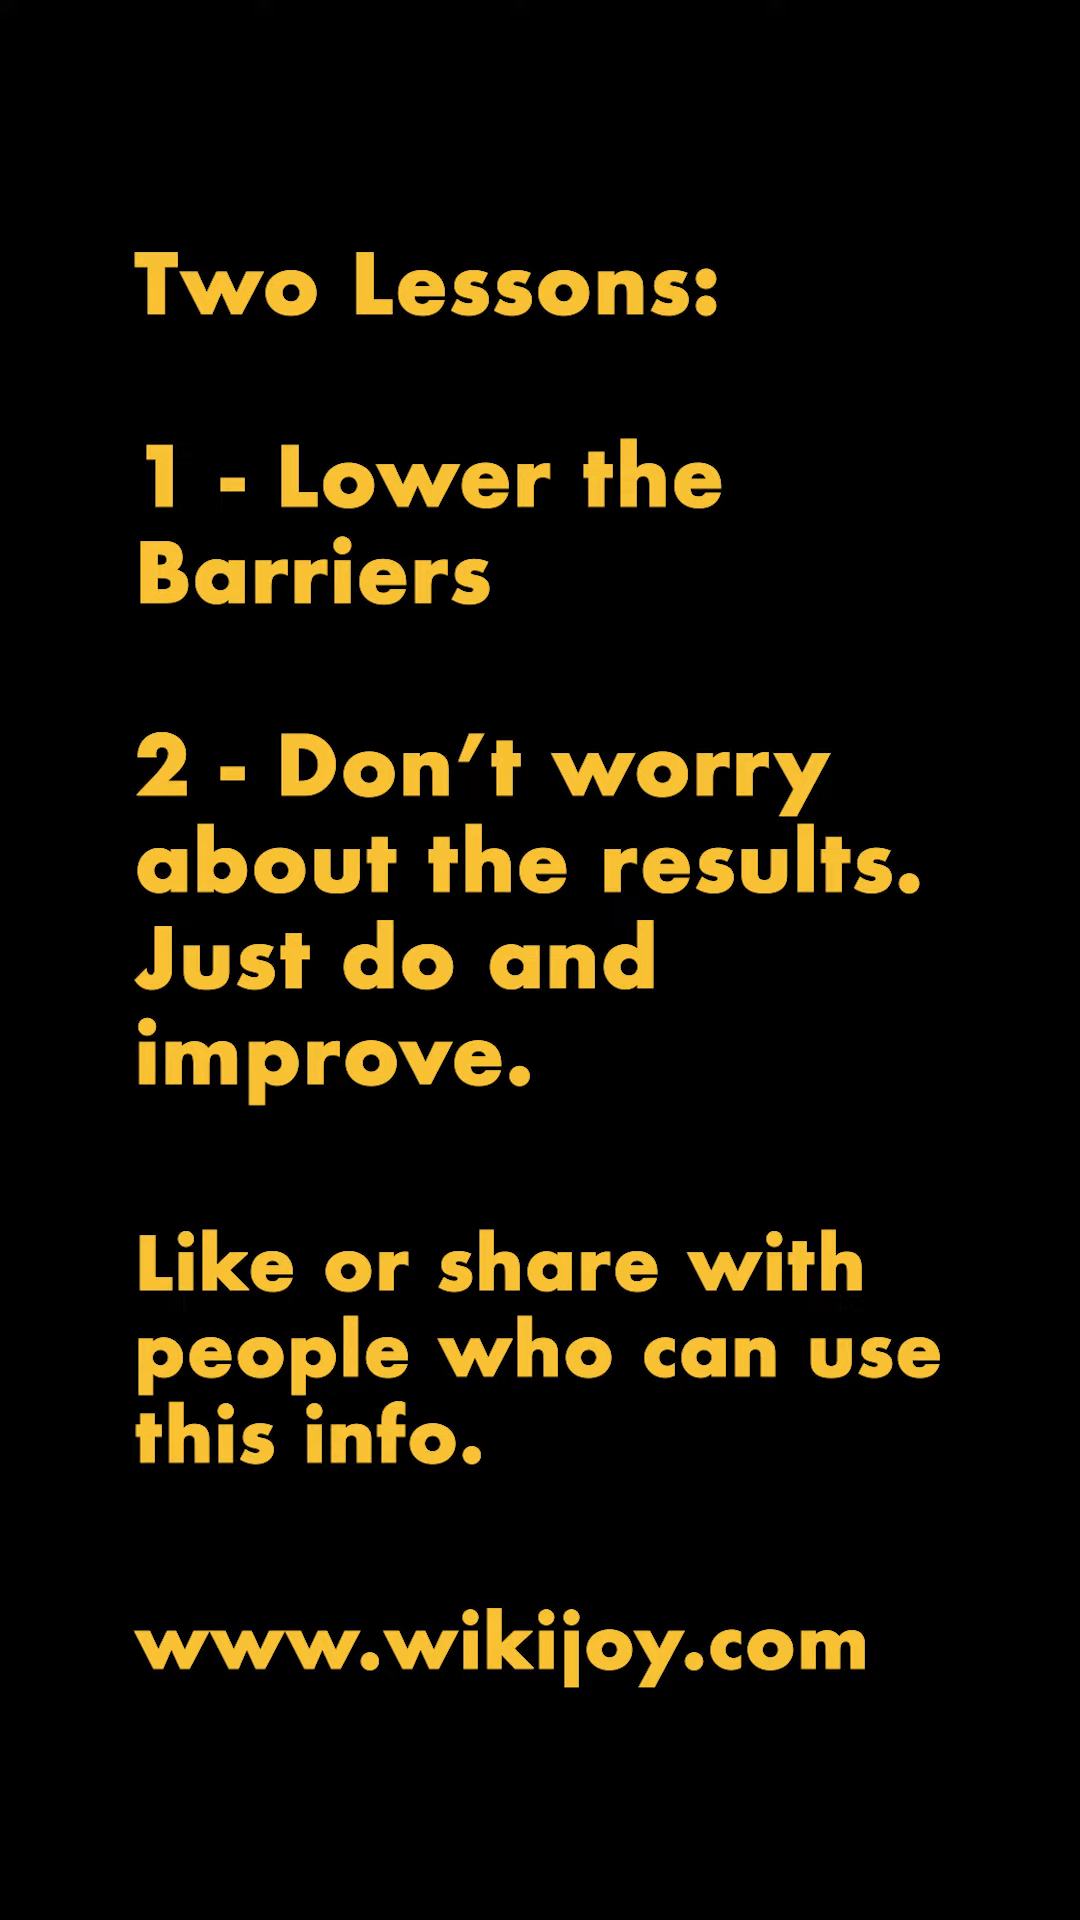 Two Lessons:
1 - Lower the
Barriers
2 - Don’t worry
about the results.
Just do and
improve.
Like or share with
people who can use
this info.
www.wikijoy.com